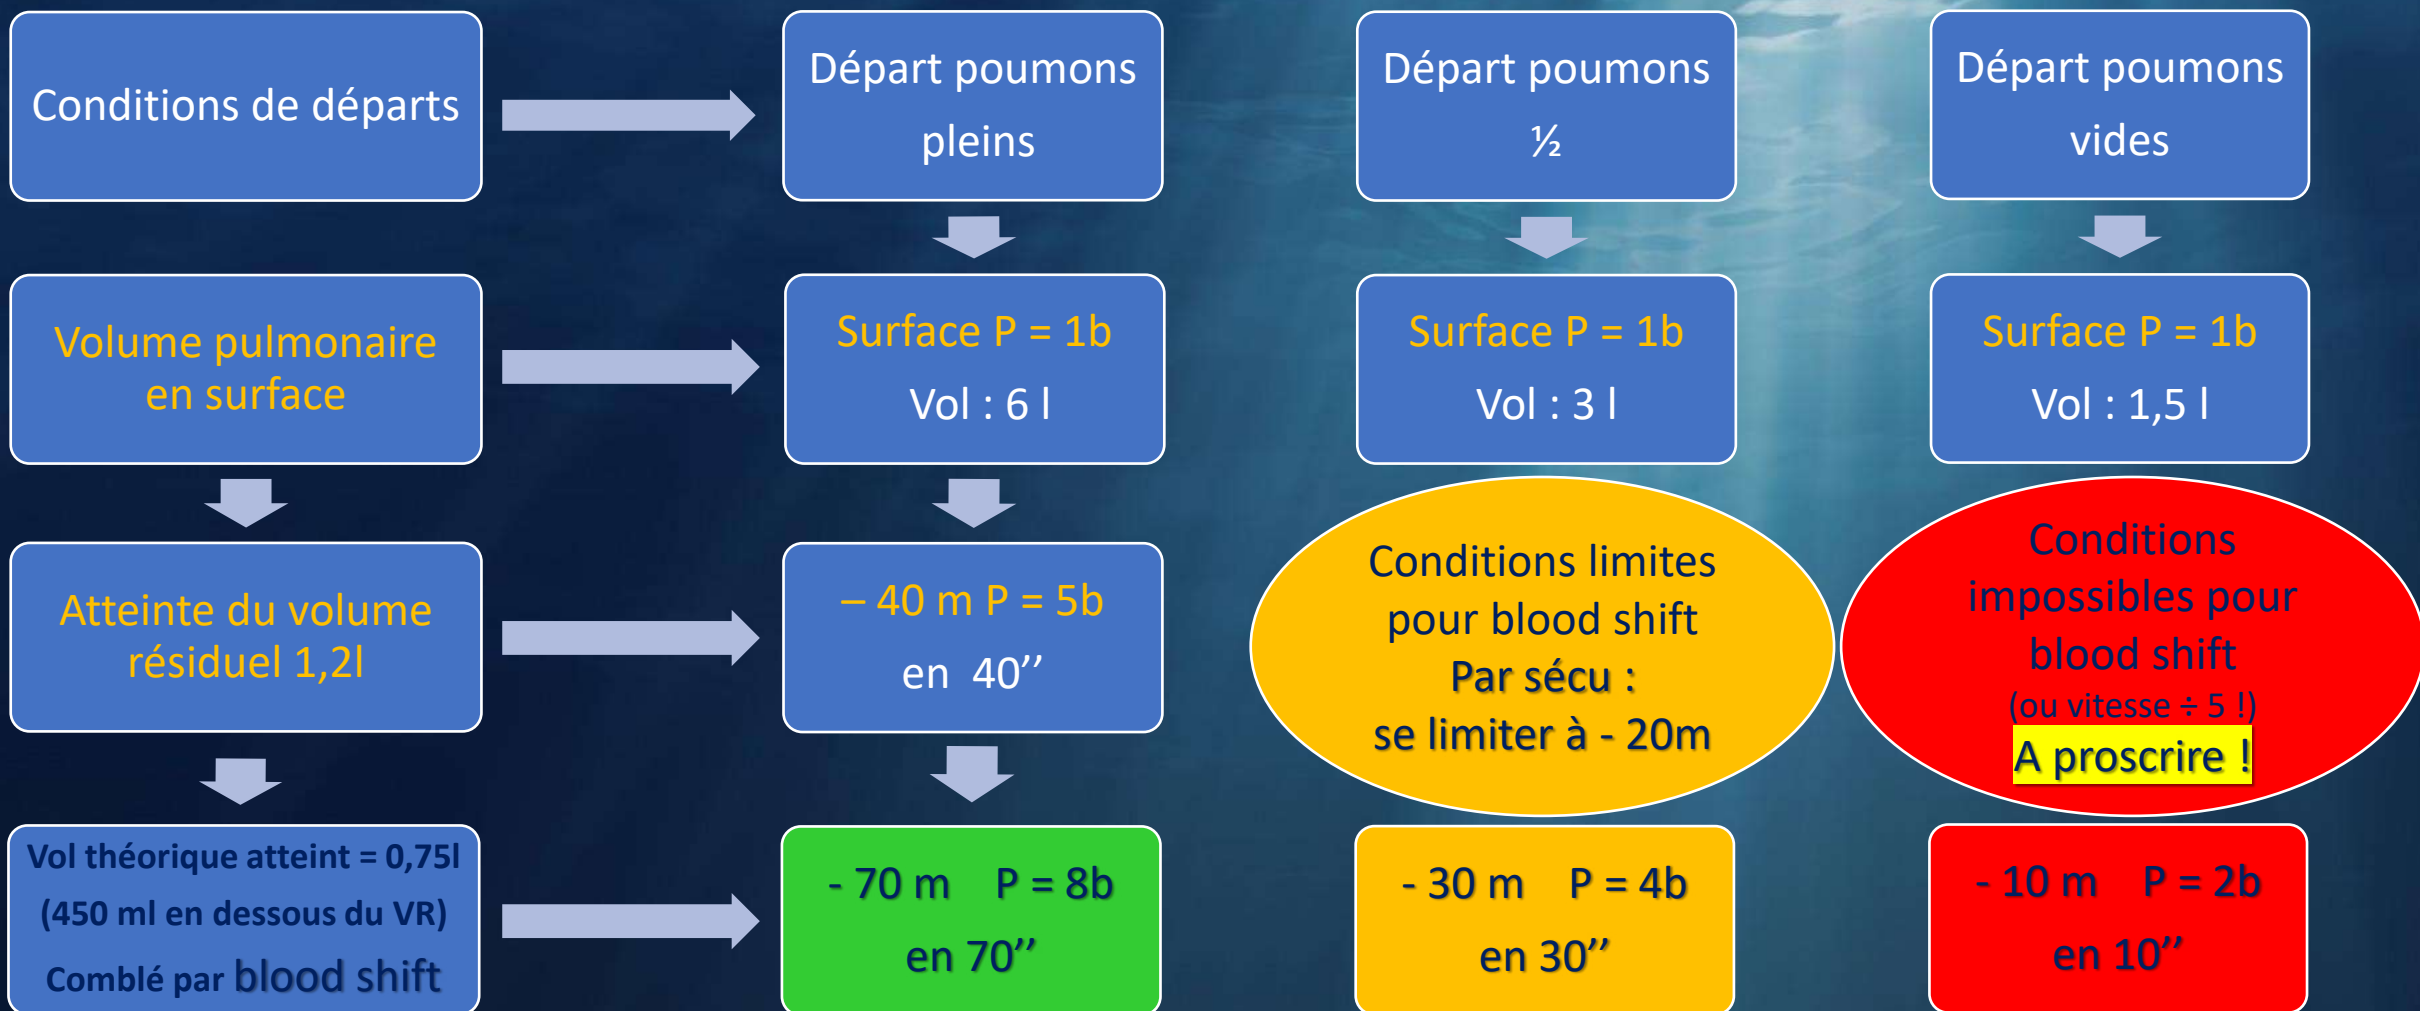 Conditions de départs
Départ poumons
pleins
Départ poumons
½
Départ poumons
vides
Volume pulmonaire
en surface
Surface P = 1b
Vol : 6 l
Surface P = 1b
Vol : 3 l
Surface P = 1b
Vol : 1,5 l
Atteinte du volume
résiduel 1,2l
– 40 m P = 5b
en 40’’
Conditions limites
pour blood shift
Par sécu :
se limiter à - 20m
Conditions
impossibles pour
blood shift
(ou vitesse ÷ 5 !)
A proscrire !
Vol théorique atteint = 0,75l
(450 ml en dessous du VR)
Comblé par blood shift
- 70 m P = 8b
en 70’’
- 30 m P = 4b
en 30’’
- 10 m P = 2b
en 10’’